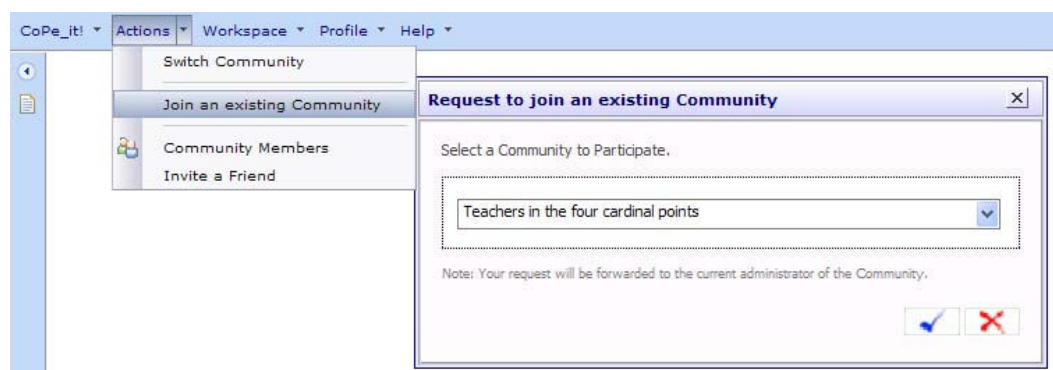 CoPe_it! Actions Workspace Profile Help
Switch Community
Join an existing Community
Community Members
Invite a Friend
Request to join an existing Community
Select a Community to Participate.
Teachers in the four cardinal points
Note: Your request will be forwarded to the current administrator of the Community.